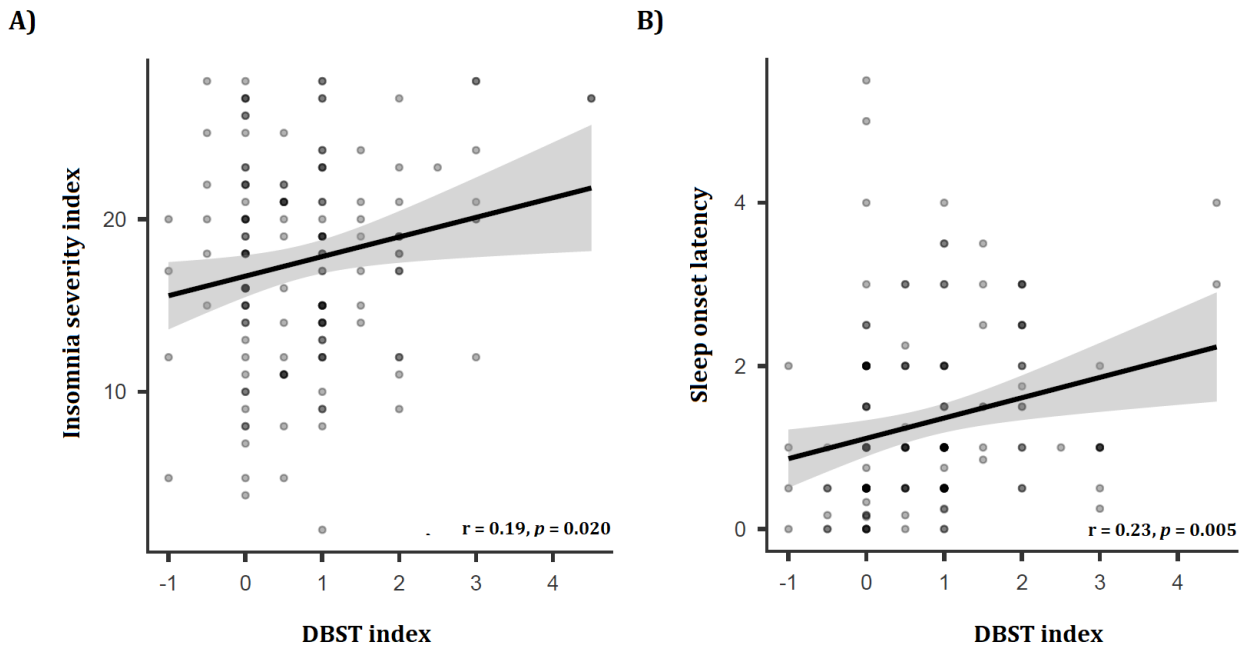 A)
Insomnia severity index
20
10
r = 0.19, p = 0.020
-1 0 1 2 3 4
DBST index
B)
Sleep onset latency
4
2
0
r = 0.23, p = 0.005
-1 0 1 2 3 4
DBST index